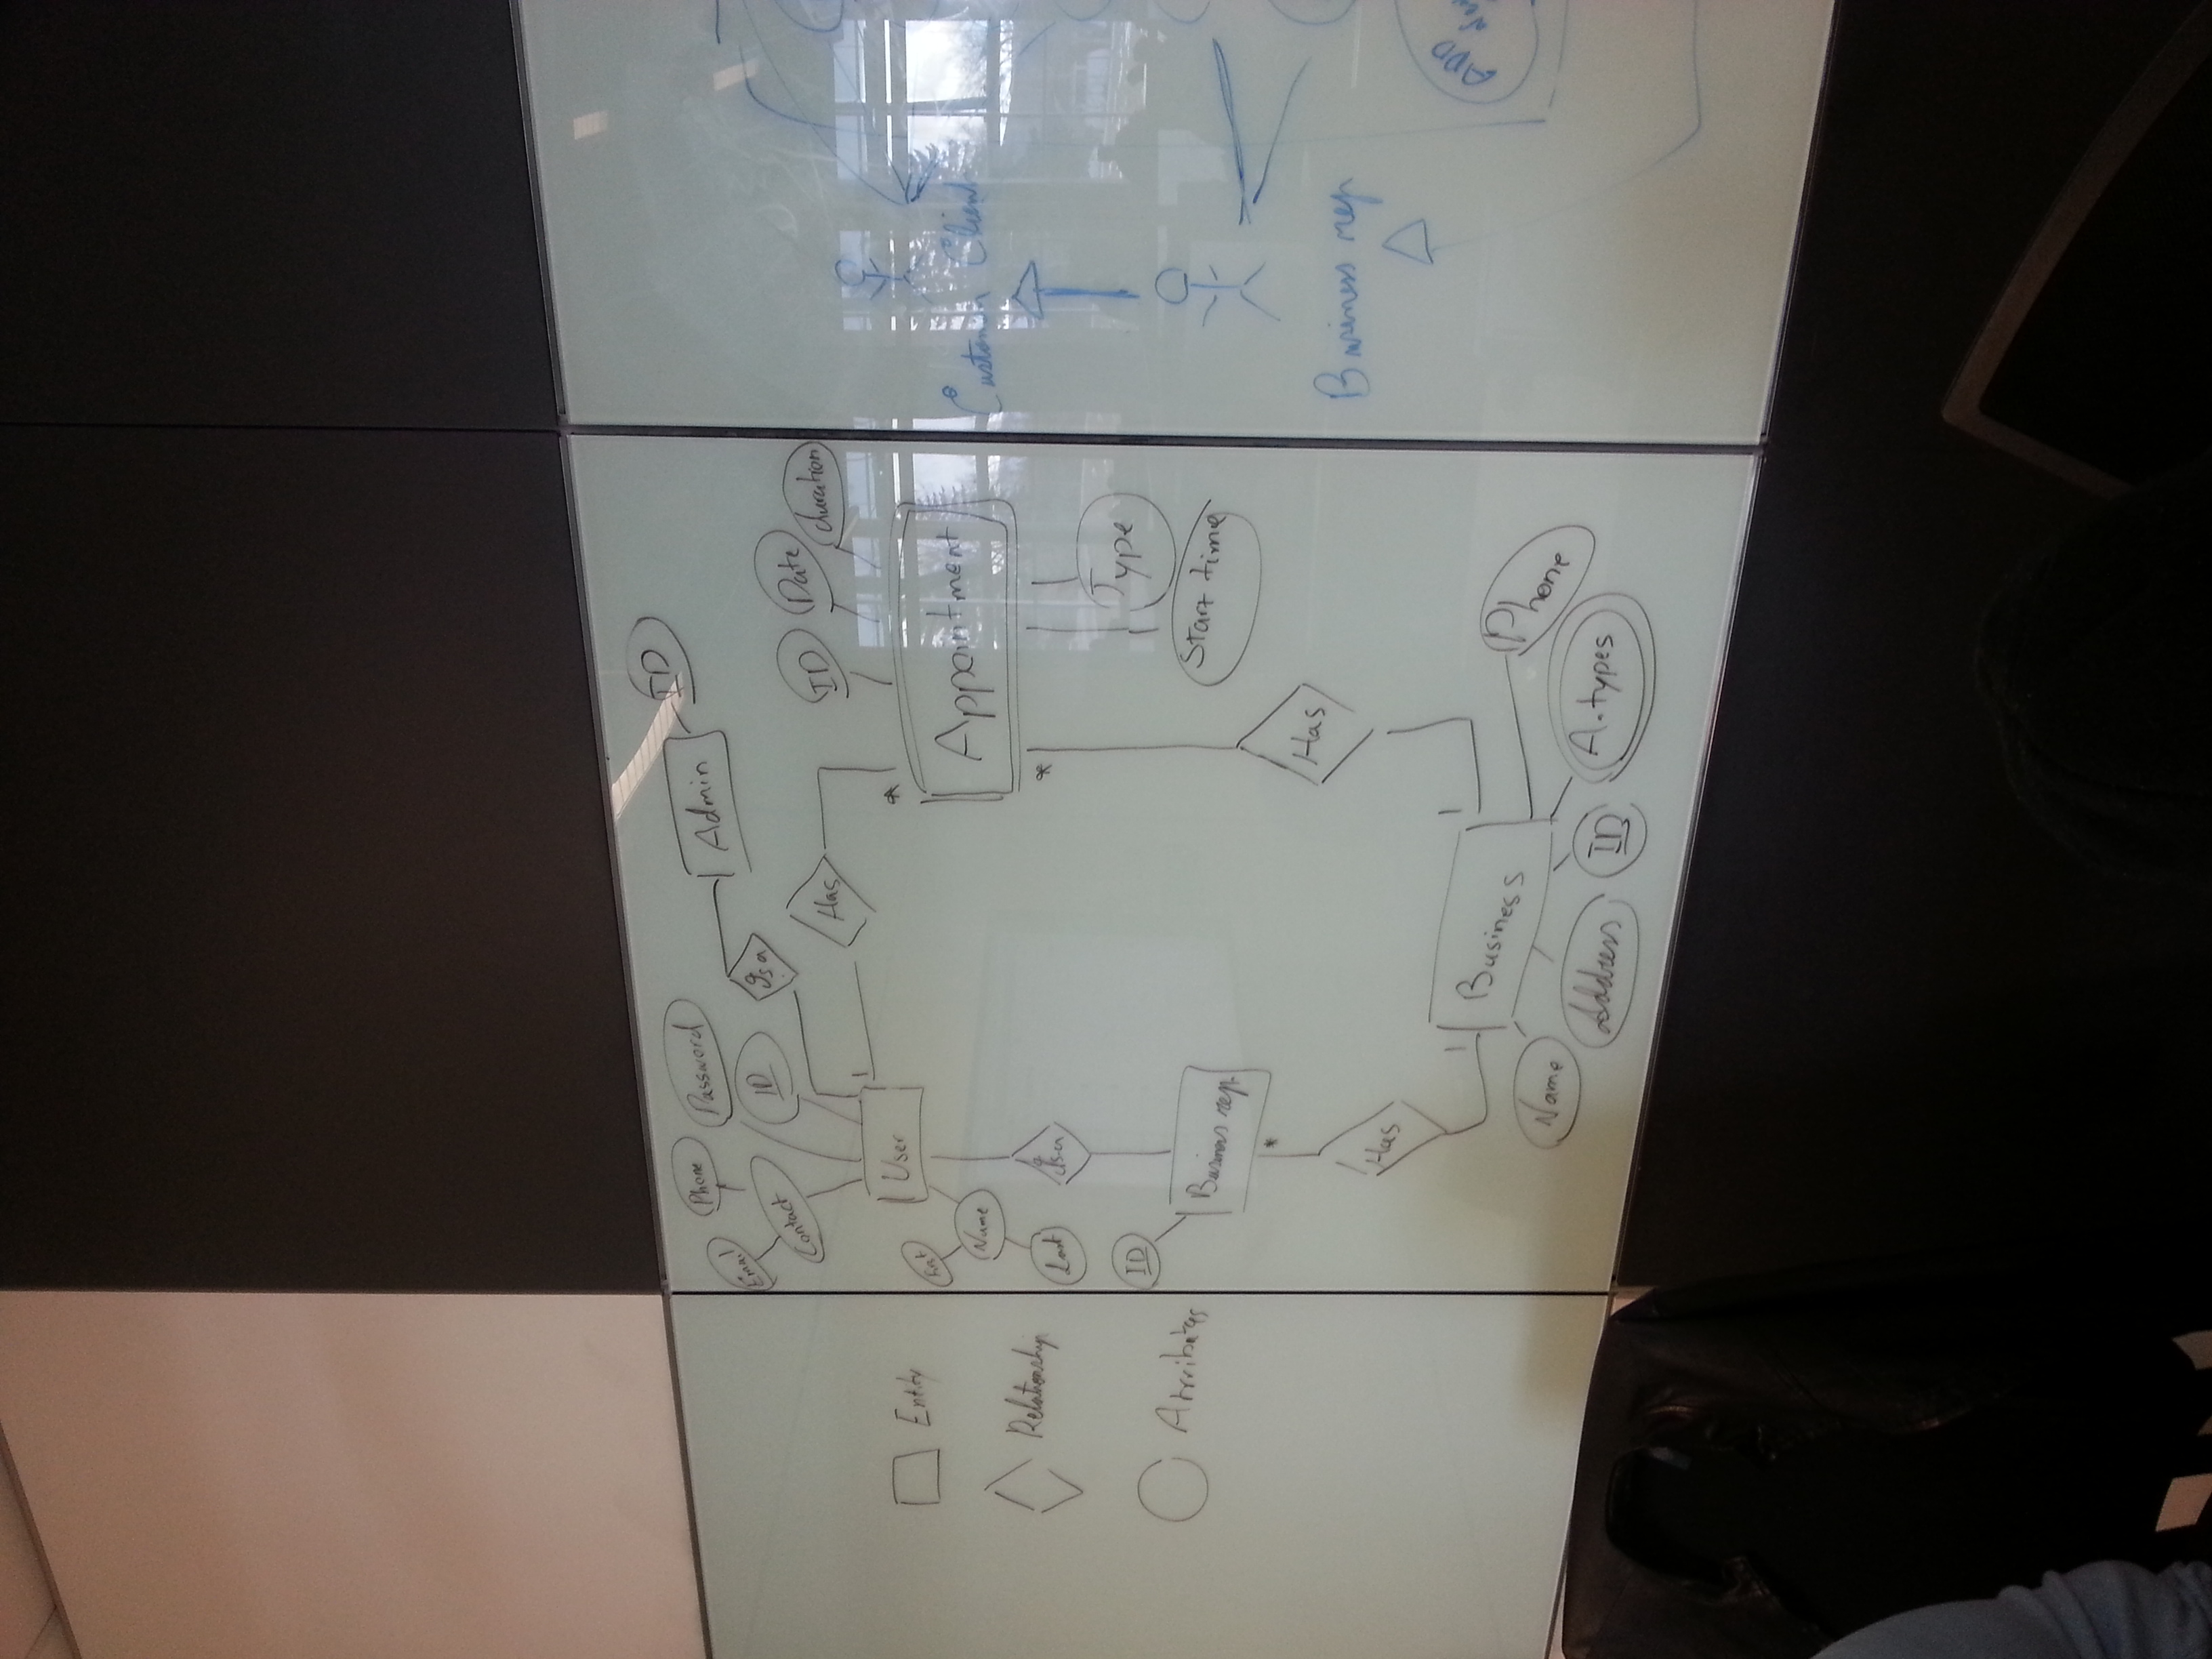 Entity
Relationship
Attributes
Phone
Password
Email
Contact
ID
Is a
Admin
ID
Has
ID
Date
duration
1
User
*
Appointment
First
Name
Last
Is-a
*
Type
Start time
ID
Business rep.
*
Has
Has
1
1
Business
Name
Address
ID
A.types
Phone
Customer Client
Business rep
ADD